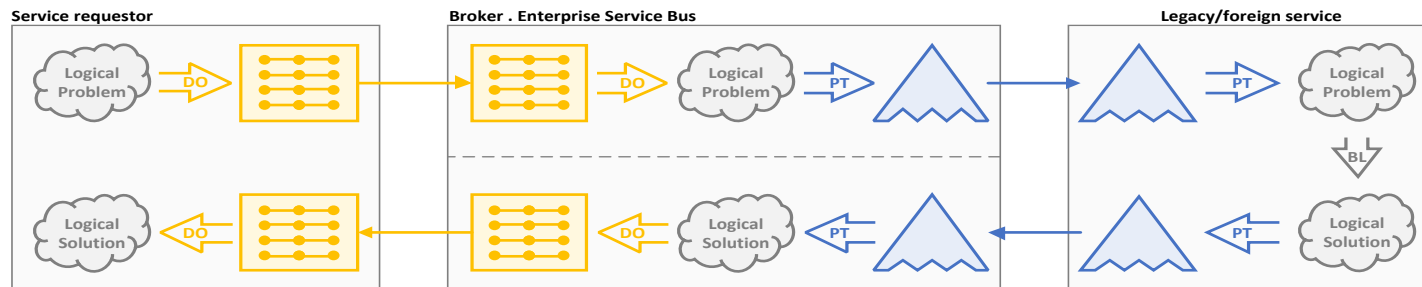 Service requestor
Broker . Enterprise Service Bus
Legacy/foreign service
Logical
Problem
DO
DO
Logical
Problem
PT
PT
Logical
Problem
BL
Logical
Solution
DO
DO
Logical
Solution
PT
PT
Logical
Solution